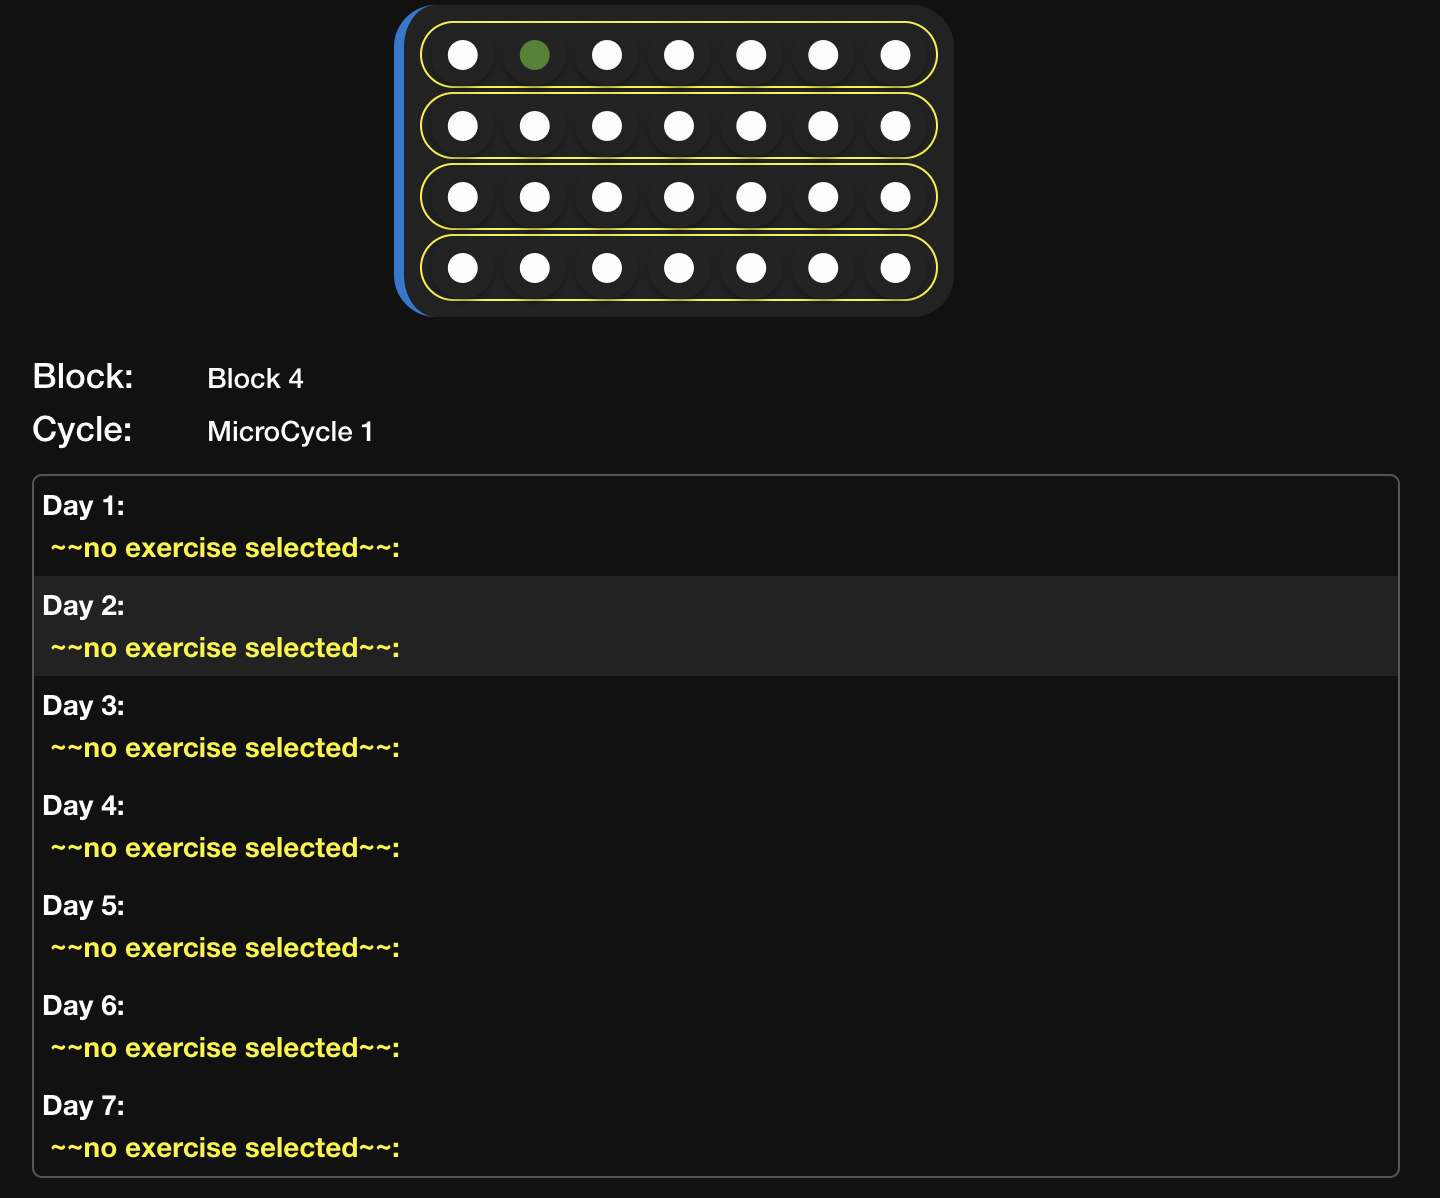 Block: Block 4
Cycle: MicroCycle 1
Day 1:
~~no exercise selected~~:
Day 2:
~~no exercise selected~~:
Day 3:
~~no exercise selected~~:
Day 4:
~~no exercise selected~~:
Day 5:
~~no exercise selected~~:
Day 6:
~~no exercise selected~~:
Day 7:
~~no exercise selected~~: